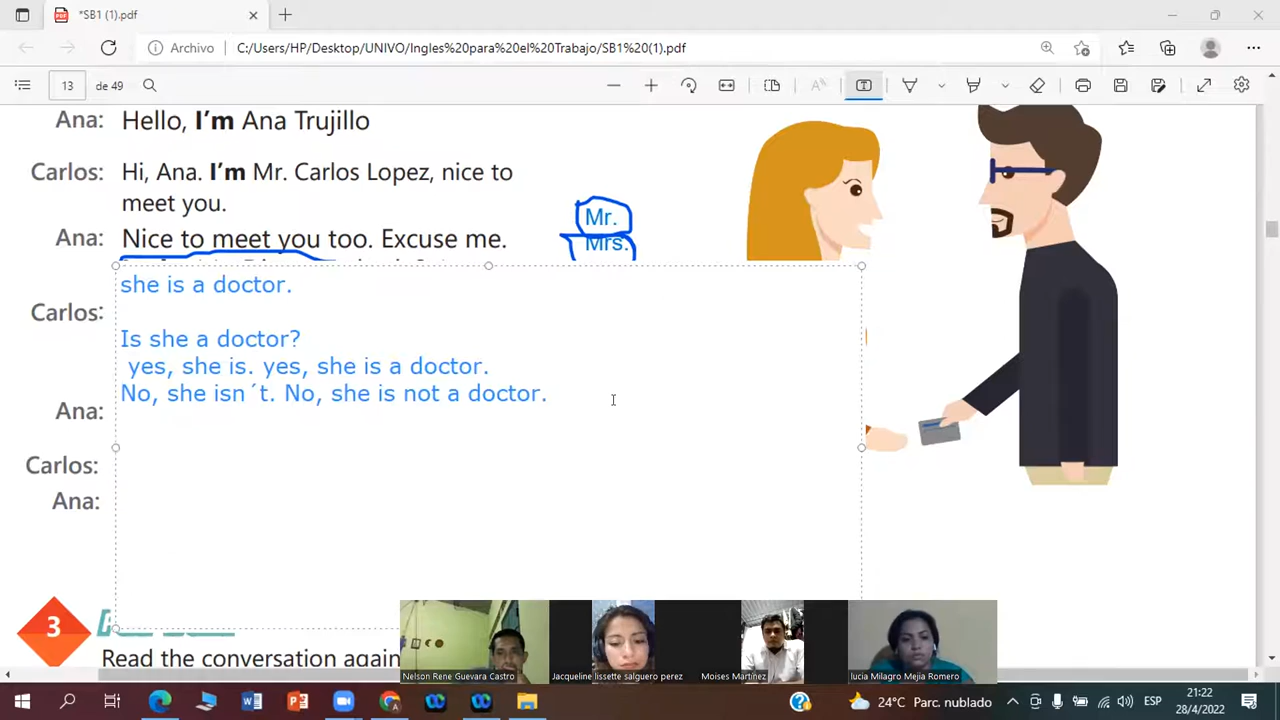 *SB1 (1).pdf
Archivo
C:/Users/HP/Desktop/UNIVO/Ingles%20para%20el%20Trabajo/SB1%20(1).pdf
13
de 49
Ana: Hello, I'm Ana Trujillo
Carlos: Hi, Ana. I'm Mr. Carlos Lopez, nice to
meet you.
Mr.
Ana: Nice to meet you too. Excuse me.
Mrs.
she is a doctor.
Carlos:
Is she a doctor?
yes, she is. yes, she is a doctor.
No, she isn´t. No, she is not a doctor.
Ana:
Carlos:
Ana:
3
Read the conversation again
Nelson Rene Guevara Castro
Jacqueline lissette salguero perez
Moises Martinez
lucia Milagro Mejia Romero
24°C Parc. nublado
ESP
21:22
28/4/2022